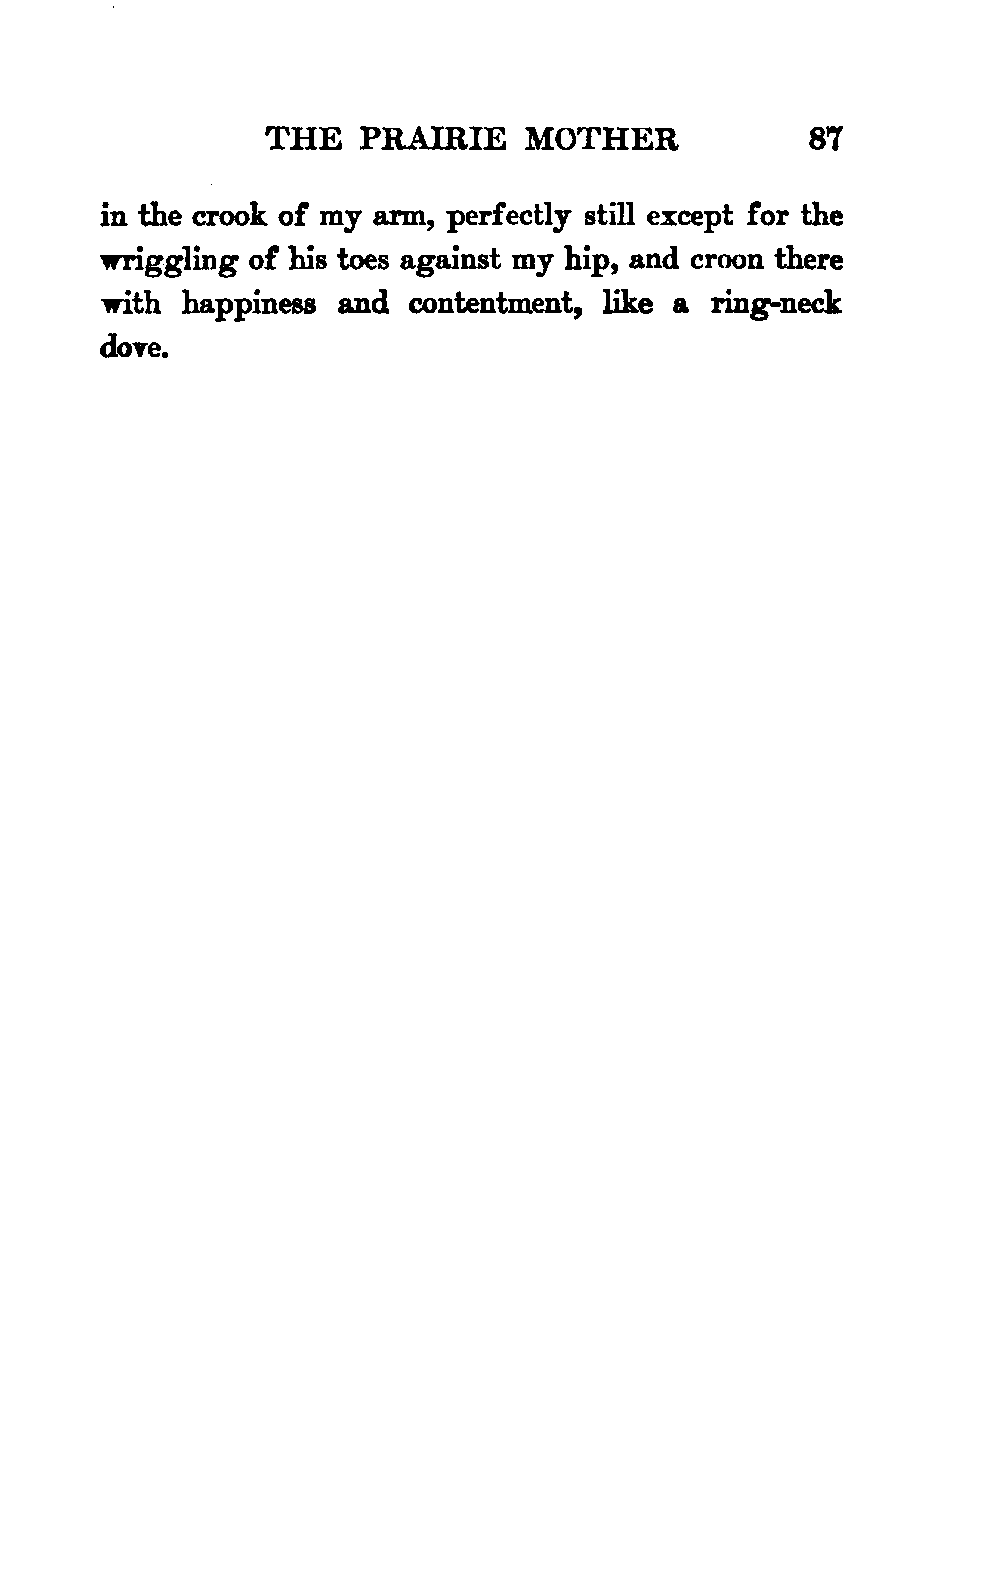 THE PRAIRIE MOTHER 87
in the crook of my arm, perfectly still except for the
wriggling of his toes against my hip, and croon there
with happiness and contentment, like a ring-neck
dove.